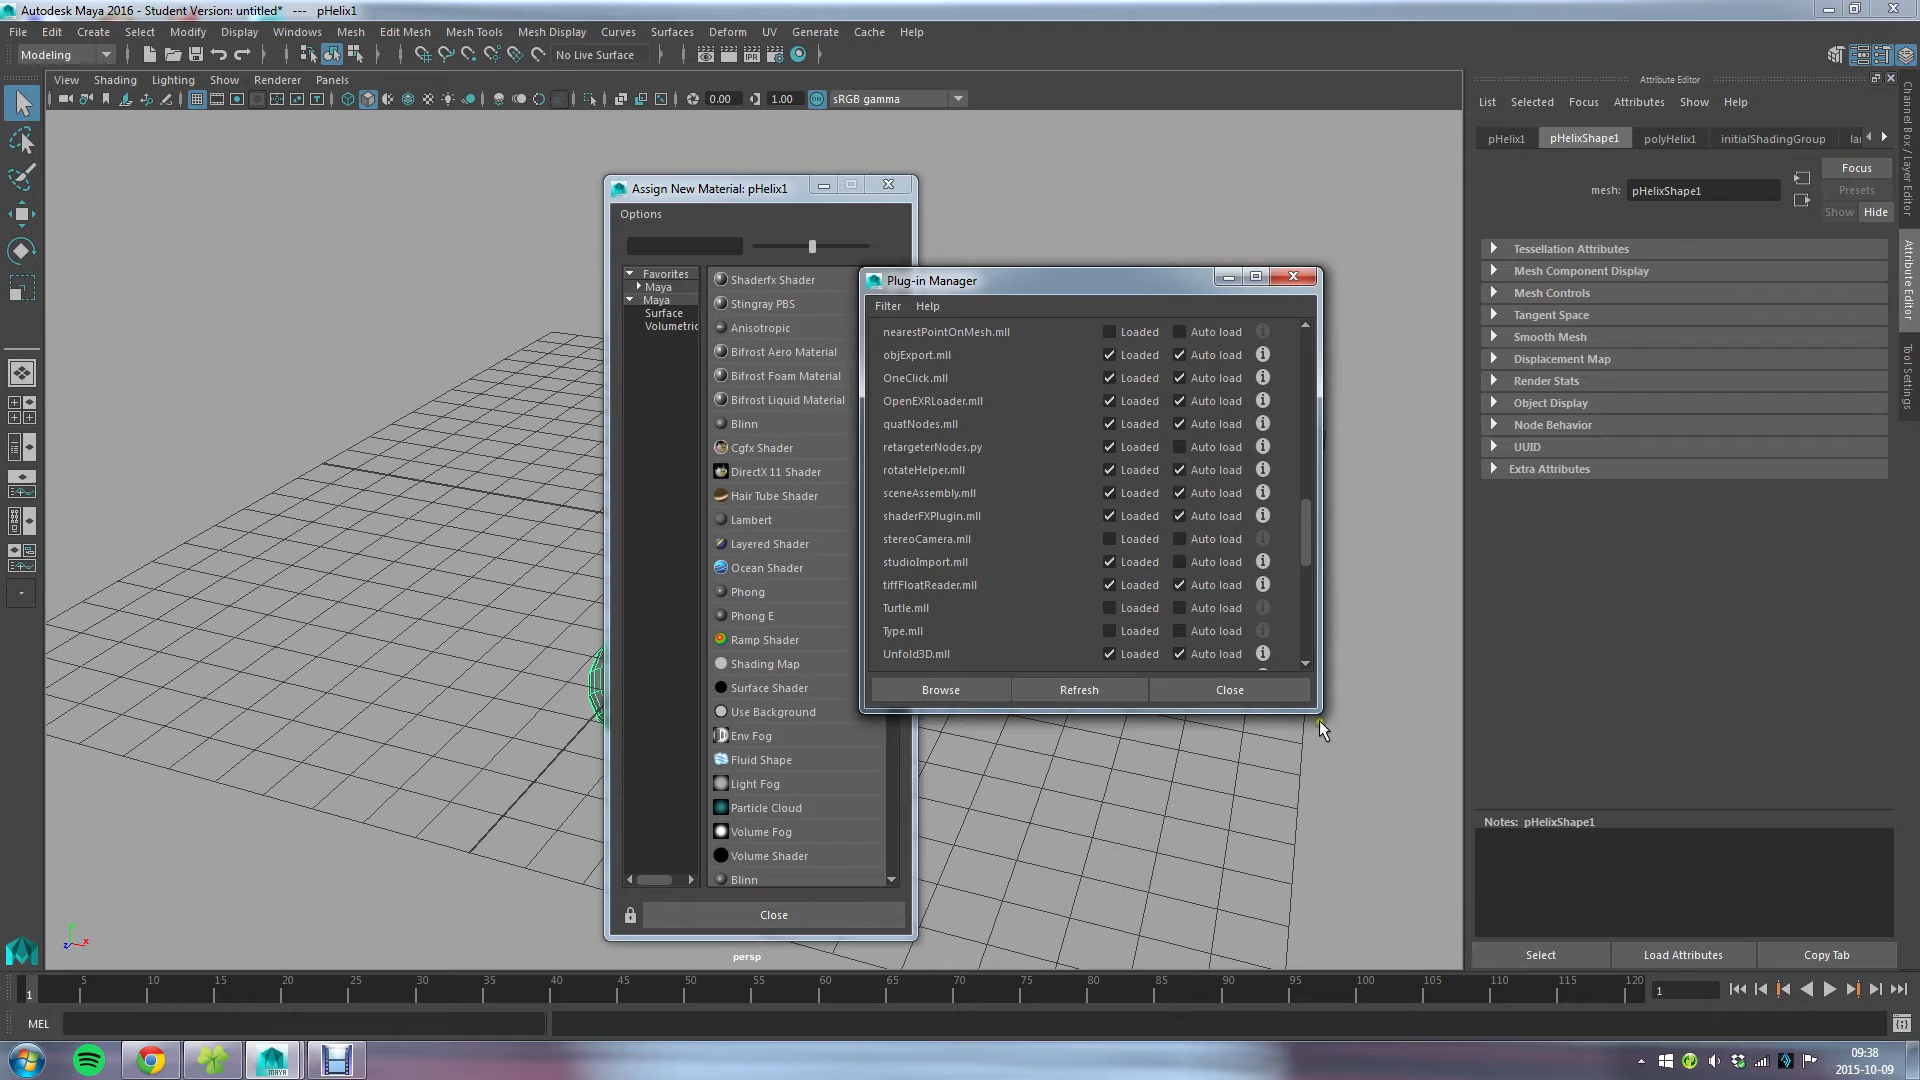 Autodesk Maya 2016 - Student Version: untitled* --- pHelix1
File Edit Create Select Modify Display Windows Mesh Edit Mesh Mesh Tools Mesh Display Curves Surfaces Deform UV Generate Cache Help
Modeling No Live Surface IPR
View Shading Lighting Show Renderer Panels
0.00 1.00 ON sRGB gamma
Attribute Editor
List Selected Focus Attributes Show Help
pHelix1 pHelixShape1 polyHelix1 initialShadingGroup
mesh: pHelixShape1
Focus
Presets
Show Hide
Tessellation Attributes
Mesh Component Display
Mesh Controls
Tangent Space
Smooth Mesh
Displacement Map
Render Stats
Object Display
Node Behavior
UUID
Extra Attributes
Notes: pHelixShape1
Select Load Attributes Copy Tab
Channel Box / Layer Editor
Attribute Editor
Tool Settings
Assign New Material: pHelix1
Options
Favorites
Maya
Maya
Surface
Volumetric
Shaderfx Shader
Stingray PBS
Anisotropic
Bifrost Aero Material
Bifrost Foam Material
Bifrost Liquid Material
Blinn
Cgfx Shader
DirectX 11 Shader
Hair Tube Shader
Lambert
Layered Shader
Ocean Shader
Phong
Phong E
Ramp Shader
Shading Map
Surface Shader
Use Background
Env Fog
Fluid Shape
Light Fog
Particle Cloud
Volume Fog
Volume Shader
Blinn
Close
Plug-in Manager
Filter Help
nearestPointOnMesh.mll Loaded Auto load
objExport.mll Loaded Auto load
OneClick.mll Loaded Auto load
OpenEXRLoader.mll Loaded Auto load
quatNodes.mll Loaded Auto load
retargeterNodes.py Loaded Auto load
rotateHelper.mll Loaded Auto load
sceneAssembly.mll Loaded Auto load
shaderFXPlugin.mll Loaded Auto load
stereoCamera.mll Loaded Auto load
studioImport.mll Loaded Auto load
tiffFloatReader.mll Loaded Auto load
Turtle.mll Loaded Auto load
Type.mll Loaded Auto load
Unfold3D.mll Loaded Auto load
Browse Refresh Close
y
z x
persp
1 5 10 15 20 25 30 35 40 45 50 55 60 65 70 75 80 85 90 95 100 105 110 115 120 1
MEL
MAYA
09:38
2015-10-09